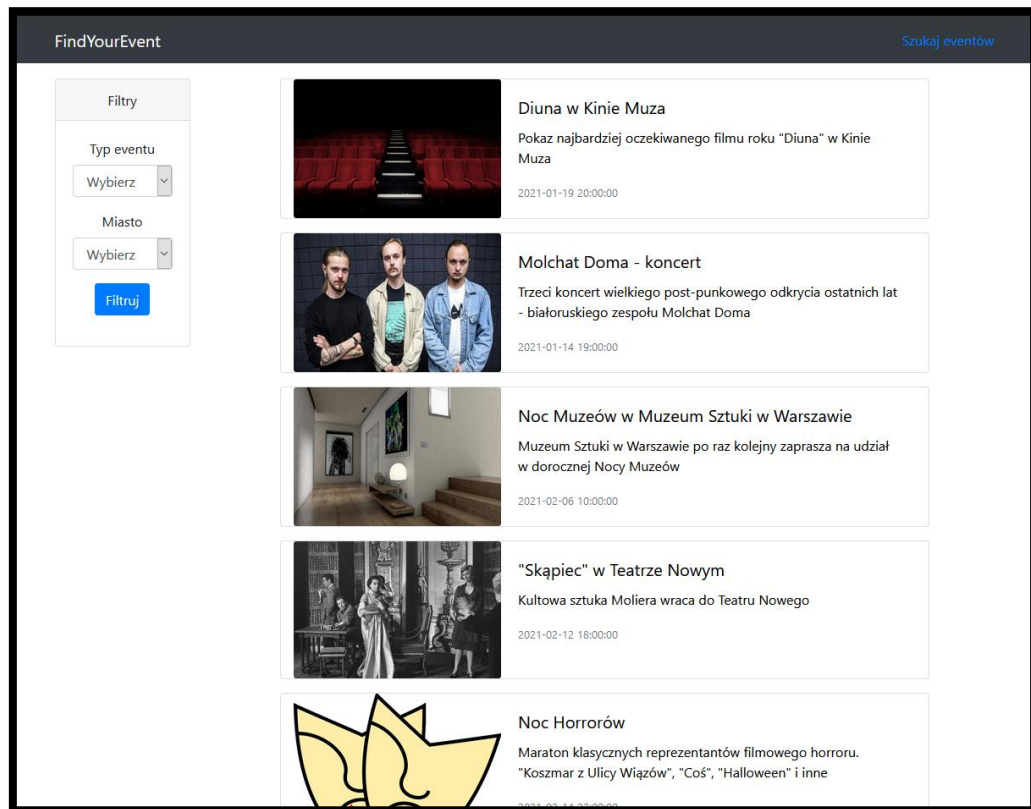 FindYourEvent
Szukaj eventów
Filtry
Typ eventu
Wybierz
Miasto
Wybierz
Filtruj
Diuna w Kinie Muza
Pokaz najbardziej oczekiwanego filmu roku "Diuna" w Kinie
Muza
2021-01-19 20:00:00
Molchat Doma - koncert
Trzeci koncert wielkiego post-punkowego odkrycia ostatnich lat
- białoruskiego zespołu Molchat Doma
2021-01-14 19:00:00
Noc Muzeów w Muzeum Sztuki w Warszawie
Muzeum Sztuki w Warszawie po raz kolejny zaprasza na udział
w dorocznej Nocy Muzeów
2021-02-06 10:00:00
"Skąpiec" w Teatrze Nowym
Kultowa sztuka Moliera wraca do Teatru Nowego
2021-02-12 18:00:00
Noc Horrorów
Maraton klasycznych reprezentantów filmowego horroru.
"Koszmar z Ulicy Wiązów", "Coś", "Halloween" i inne